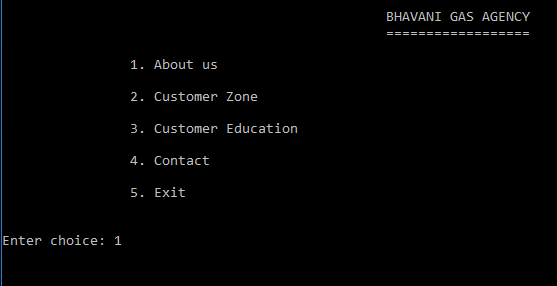 BHAVANI GAS AGENCY
==================
1. About us
2. Customer Zone
3. Customer Education
4. Contact
5. Exit
Enter choice: 1